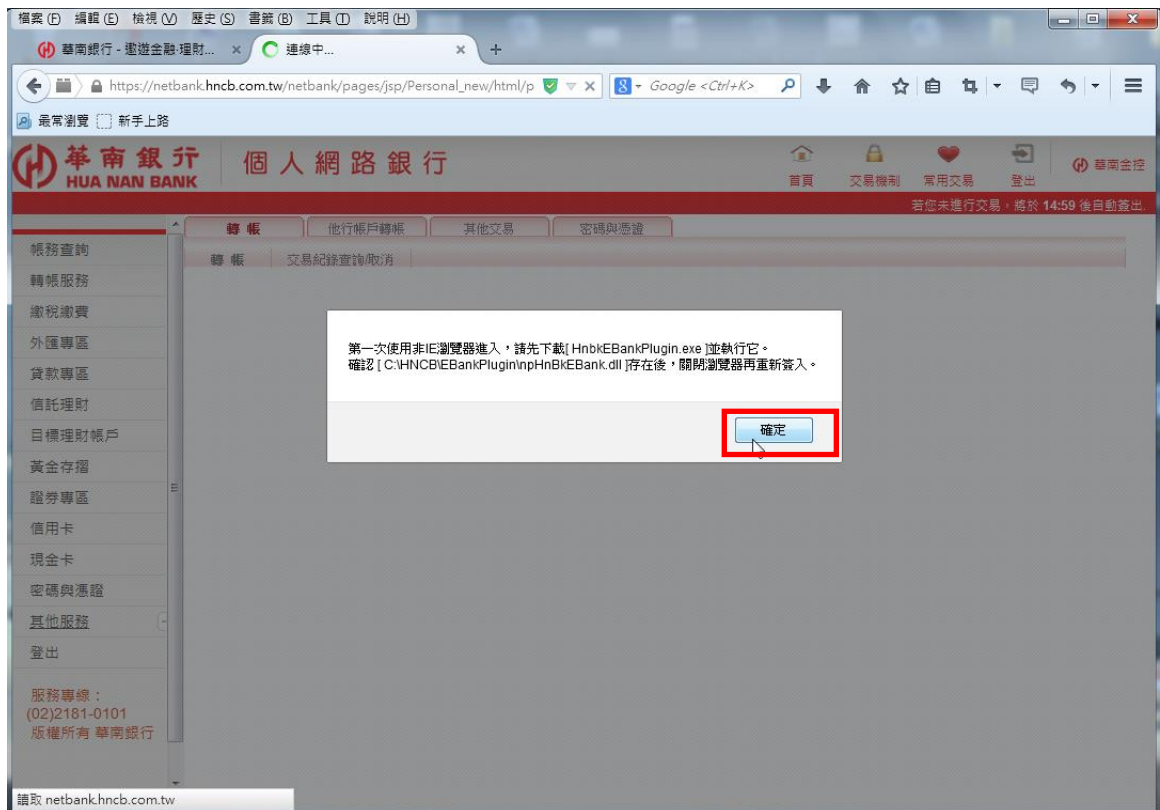 檔案(F) 編輯(E) 檢視(V) 歷史(S) 書籤(B) 工具(T) 說明(H)
華南銀行 - 遨遊金融‧理財...
連線中...
https://netbank.hncb.com.tw/netbank/pages/jsp/Personal_new/html/p
Google <Ctrl+K>
最常瀏覽 新手上路
華南銀行
HUA NAN BANK
個人網路銀行
首頁 交易機制 常用交易 登出 華南金控
若您未進行交易，將於 14:59 後自動簽出.
轉 帳 他行帳戶轉帳 其他交易 密碼與憑證
轉 帳 交易紀錄查詢/取消
帳務查詢
轉帳服務
繳稅繳費
外匯專區
貸款專區
信託理財
目標理財帳戶
黃金存摺
證券專區
信用卡
現金卡
密碼與憑證
其他服務
登出
服務專線：
(02)2181-0101
版權所有 華南銀行
第一次使用非IE瀏覽器進入，請先下載[ HnbkEBankPlugin.exe ]並執行它。
確認 [ C:\HNCB\EBankPlugin\npHnBkEBank.dll ]存在後，關閉瀏覽器再重新簽入。
確定
讀取 netbank.hncb.com.tw